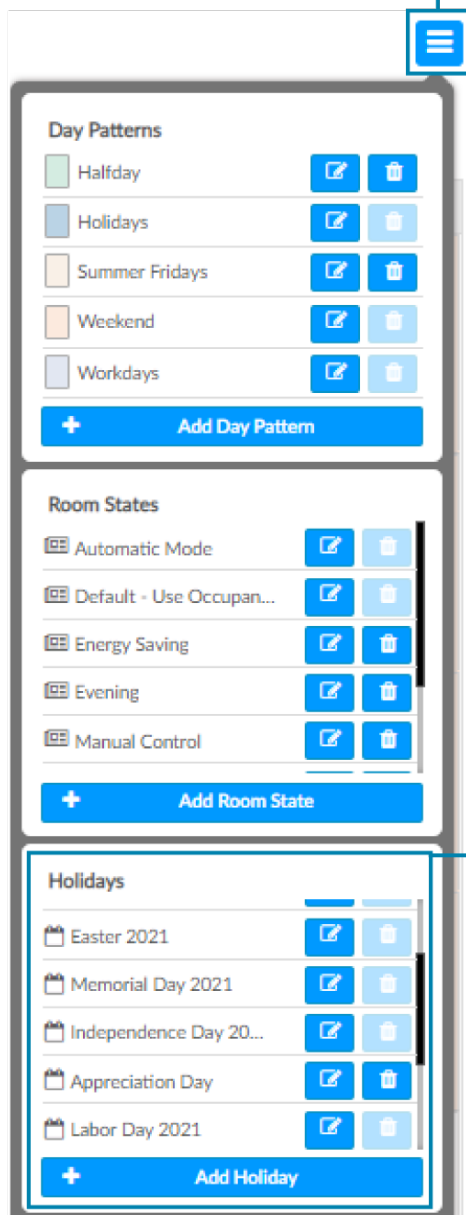 Day Patterns
Halfday
Holidays
Summer Fridays
Weekend
Workdays
Add Day Pattern
Room States
Automatic Mode
Default - Use Occupan...
Energy Saving
Evening
Manual Control
Add Room State
Holidays
Easter 2021
Memorial Day 2021
Independence Day 20...
Appreciation Day
Labor Day 2021
Add Holiday